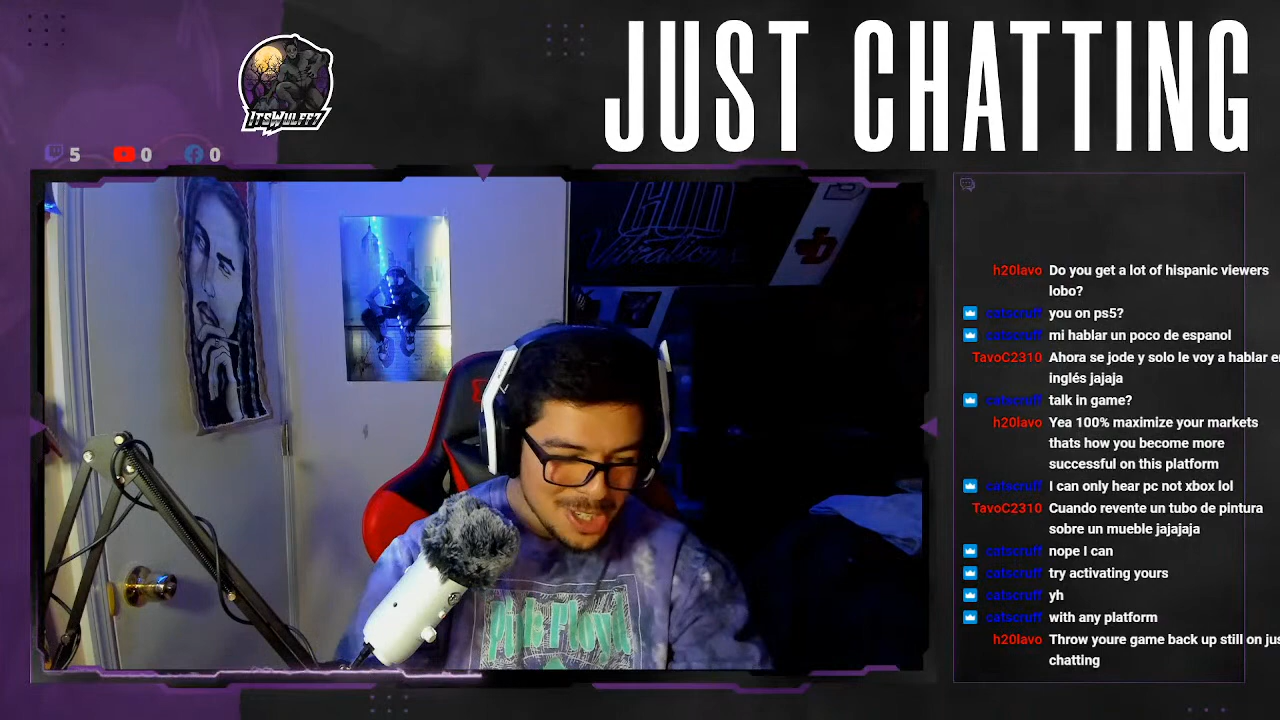 JUST CHATTING
ItsWulff7
5
0
0
h20lavo Do you get a lot of hispanic viewers
lobo?
catscruff you on ps5?
catscruff mi hablar un poco de espanol
TavoC2310 Ahora se jode y solo le voy a hablar en
inglés jajaja
catscruff talk in game?
h20lavo Yea 100% maximize your markets
thats how you become more
successful on this platform
catscruff I can only hear pc not xbox lol
TavoC2310 Cuando revente un tubo de pintura
sobre un mueble jajajaja
catscruff nope I can
catscruff try activating yours
catscruff yh
catscruff with any platform
h20lavo Throw youre game back up still on jus
chatting
Vibrations
Pink Floyd